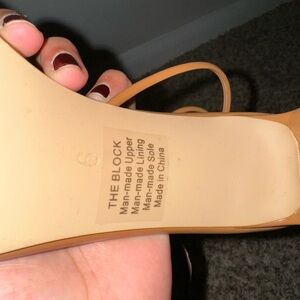 THE BLOCK
Man-made Upper
Man-made Lining
Man-made Sole
Made in China